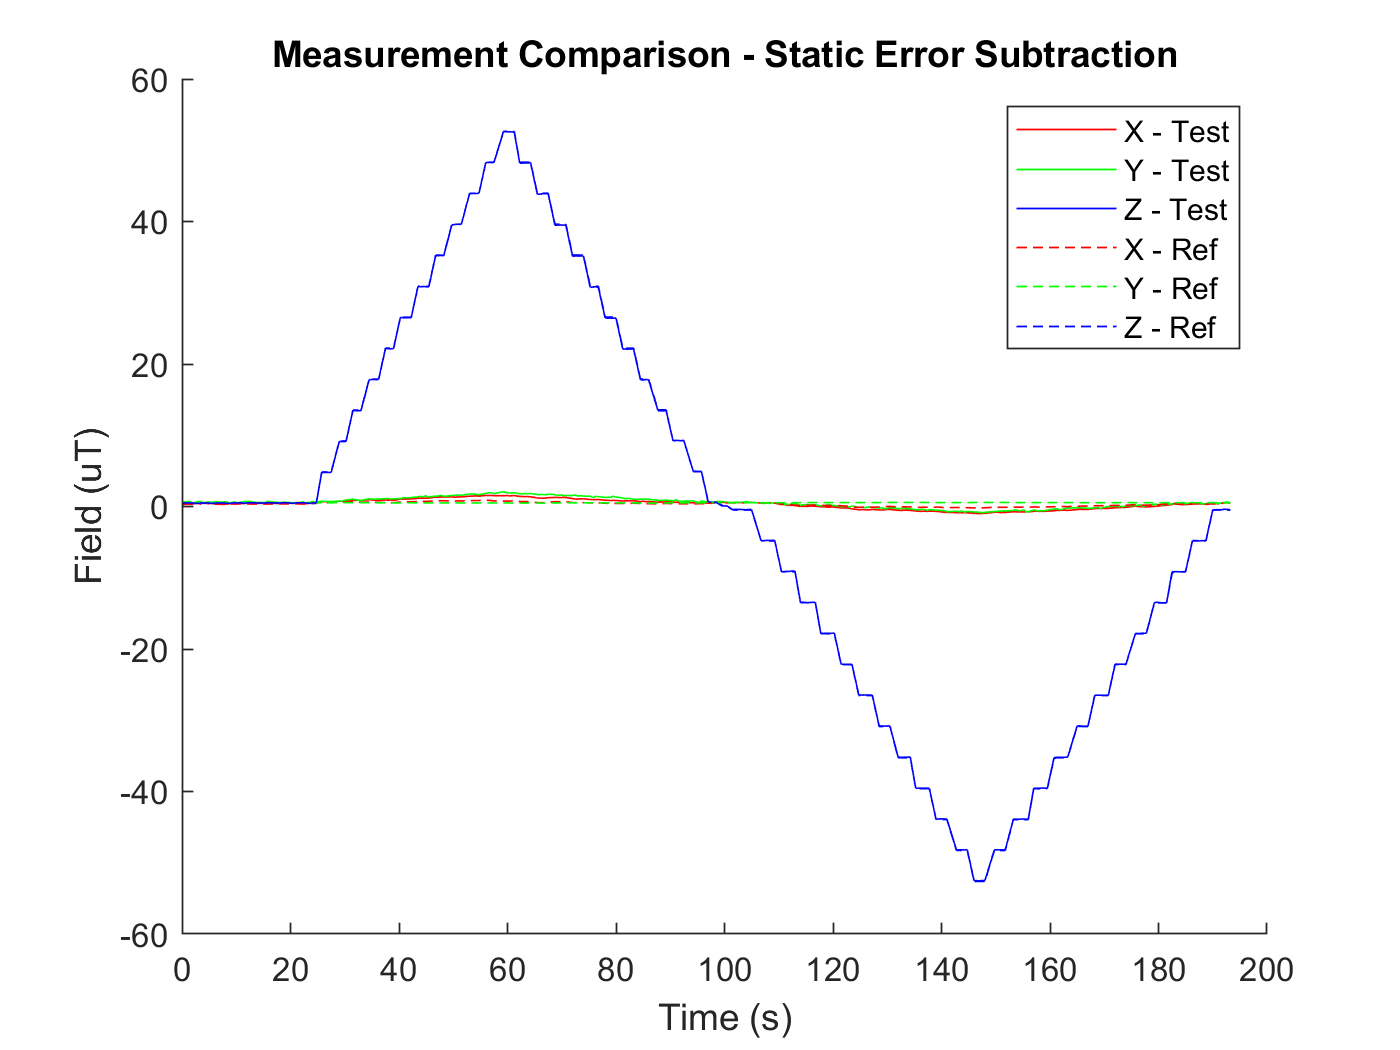 Measurement Comparison - Static Error Subtraction
60
40
20
0
-20
-40
-60
Field (uT)
X - Test
Y - Test
Z - Test
X - Ref
Y - Ref
Z - Ref
0 20 40 60 80 100 120 140 160 180 200
Time (s)